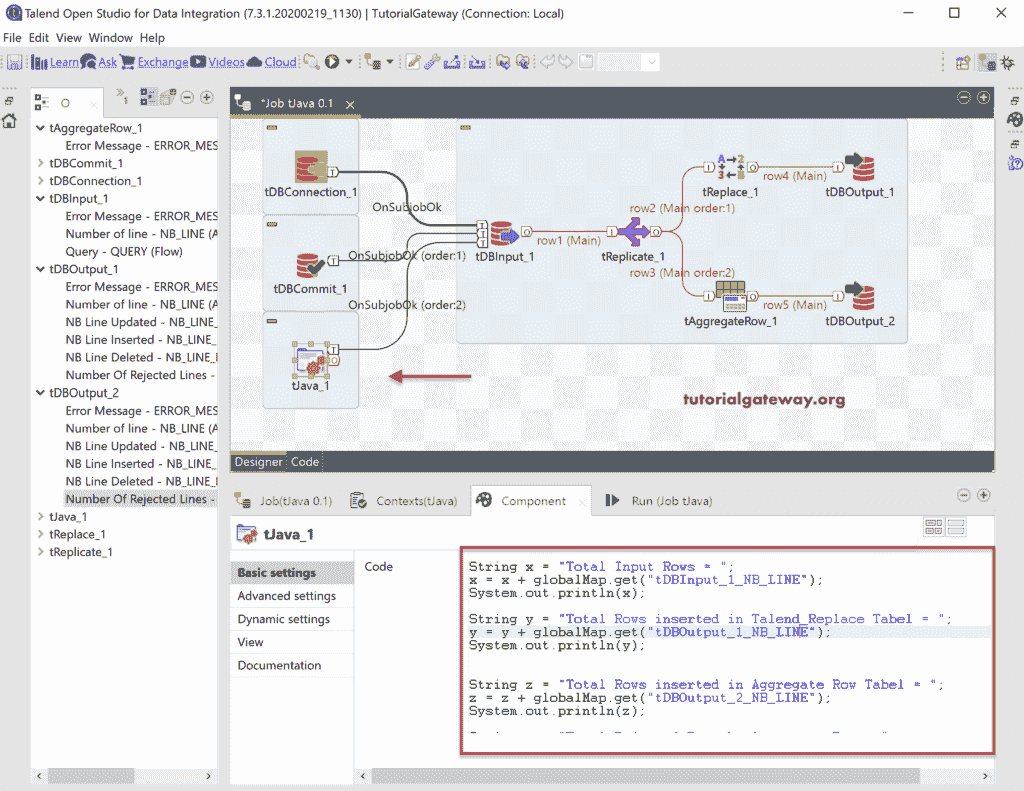 Talend Open Studio for Data Integration (7.3.1.20200219_1130) | TutorialGateway (Connection: Local)
File Edit View Window Help
Learn Ask Exchange Videos Cloud
O
tAggregateRow_1
Error Message - ERROR_MES
tDBCommit_1
tDBConnection_1
tDBInput_1
Error Message - ERROR_MES
Number of line - NB_LINE (A
Query - QUERY (Flow)
tDBOutput_1
Error Message - ERROR_MES
Number of line - NB_LINE (A
NB Line Updated - NB_LINE_
NB Line Inserted - NB_LINE_
NB Line Deleted - NB_LINE_D
Number Of Rejected Lines -
tDBOutput_2
Error Message - ERROR_MES
Number of line - NB_LINE (A
NB Line Updated - NB_LINE_
NB Line Inserted - NB_LINE_
NB Line Deleted - NB_LINE_D
Number Of Rejected Lines -
tJava_1
tReplace_1
tReplicate_1
*Job tJava 0.1
tDBConnection_1
OnSubjobOk
tDBCommit_1
OnSubjobOk (order:1)
OnSubjobOk (order:2)
tJava_1
tDBInput_1
row1 (Main)
tReplicate_1
row2 (Main order:1)
row3 (Main order:2)
tReplace_1
row4 (Main)
tDBOutput_1
tAggregateRow_1
row5 (Main)
tDBOutput_2
tutorialgateway.org
Designer Code
Job(tJava 0.1) Contexts(tJava) Component Run (Job tJava)
tJava_1
Basic settings
Advanced settings
Dynamic settings
View
Documentation
Code
String x = "Total Input Rows = ";
x = x + globalMap.get("tDBInput_1_NB_LINE");
System.out.println(x);
String y = "Total Rows inserted in Talend_Replace Tabel = ";
y = y + globalMap.get("tDBOutput_1_NB_LINE");
System.out.println(y);
String z = "Total Rows inserted in Aggregate Row Tabel = ";
z = z + globalMap.get("tDBOutput_2_NB_LINE");
System.out.println(z);